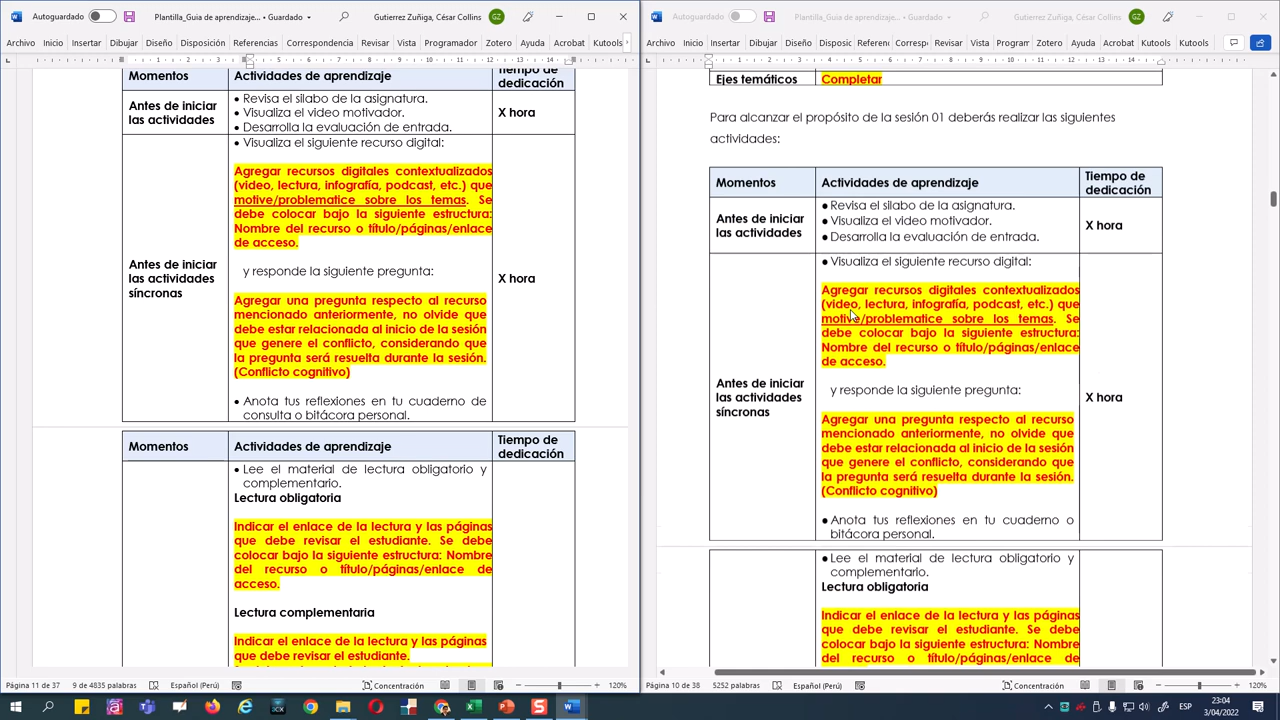 Autoguardado
Plantilla_Guia de aprendizaje... • Guardado
Gutierrez Zuñiga, César Collins
GZ
Archivo Inicio Insertar Dibujar Diseño Disposición Referencias Correspondencia Revisar Vista Programador Zotero Ayuda Acrobat Kutools
Momentos
Actividades de aprendizaje
Tiempo de
dedicación
Antes de iniciar
las actividades
• Revisa el silabo de la asignatura.
• Visualiza el video motivador.
• Desarrolla la evaluación de entrada.
X hora
Antes de iniciar
las actividades
síncronas
• Visualiza el siguiente recurso digital:
Agregar recursos digitales contextualizados
(video, lectura, infografía, podcast, etc.) que
motive/problematice sobre los temas. Se
debe colocar bajo la siguiente estructura:
Nombre del recurso o título/páginas/enlace
de acceso.
y responde la siguiente pregunta:
Agregar una pregunta respecto al recurso
mencionado anteriormente, no olvide que
debe estar relacionada al inicio de la sesión
que genere el conflicto, considerando que
la pregunta será resuelta durante la sesión.
(Conflicto cognitivo)
• Anota tus reflexiones en tu cuaderno de
consulta o bitácora personal.
X hora
Momentos
Actividades de aprendizaje
Tiempo de
dedicación
• Lee el material de lectura obligatorio y
complementario.
Lectura obligatoria
Indicar el enlace de la lectura y las páginas
que debe revisar el estudiante. Se debe
colocar bajo la siguiente estructura: Nombre
del recurso o título/páginas/enlace de
acceso.
Lectura complementaria
Indicar el enlace de la lectura y las páginas
que debe revisar el estudiante.
Página 11 de 37 9 de 4835 palabras Español (Perú) Concentración 120%
Autoguardado
Plantilla_Guia de aprendizaje... • Guardado
Gutierrez Zuñiga, César Collins
GZ
Archivo Inicio Insertar Dibujar Diseño Disposic Referenc Corresp Revisar Vista Program Zotero Ayuda Acrobat Kutools Kutools
Ejes temáticos
Completar
Para alcanzar el propósito de la sesión 01 deberás realizar las siguientes
actividades:
Momentos
Actividades de aprendizaje
Tiempo de
dedicación
Antes de iniciar
las actividades
• Revisa el silabo de la asignatura.
• Visualiza el video motivador.
• Desarrolla la evaluación de entrada.
X hora
Antes de iniciar
las actividades
síncronas
• Visualiza el siguiente recurso digital:
Agregar recursos digitales contextualizados
(video, lectura, infografía, podcast, etc.) que
motive/problematice sobre los temas. Se
debe colocar bajo la siguiente estructura:
Nombre del recurso o título/páginas/enlace
de acceso.
y responde la siguiente pregunta:
Agregar una pregunta respecto al recurso
mencionado anteriormente, no olvide que
debe estar relacionada al inicio de la sesión
que genere el conflicto, considerando que
la pregunta será resuelta durante la sesión.
(Conflicto cognitivo)
• Anota tus reflexiones en tu cuaderno o
bitácora personal.
X hora
• Lee el material de lectura obligatorio y
complementario.
Lectura obligatoria
Indicar el enlace de la lectura y las páginas
que debe revisar el estudiante. Se debe
colocar bajo la siguiente estructura: Nombre
del recurso o título/páginas/enlace de
Página 10 de 38 5252 palabras Español (Perú) Concentración 120%
ESP
23:04
3/04/2022